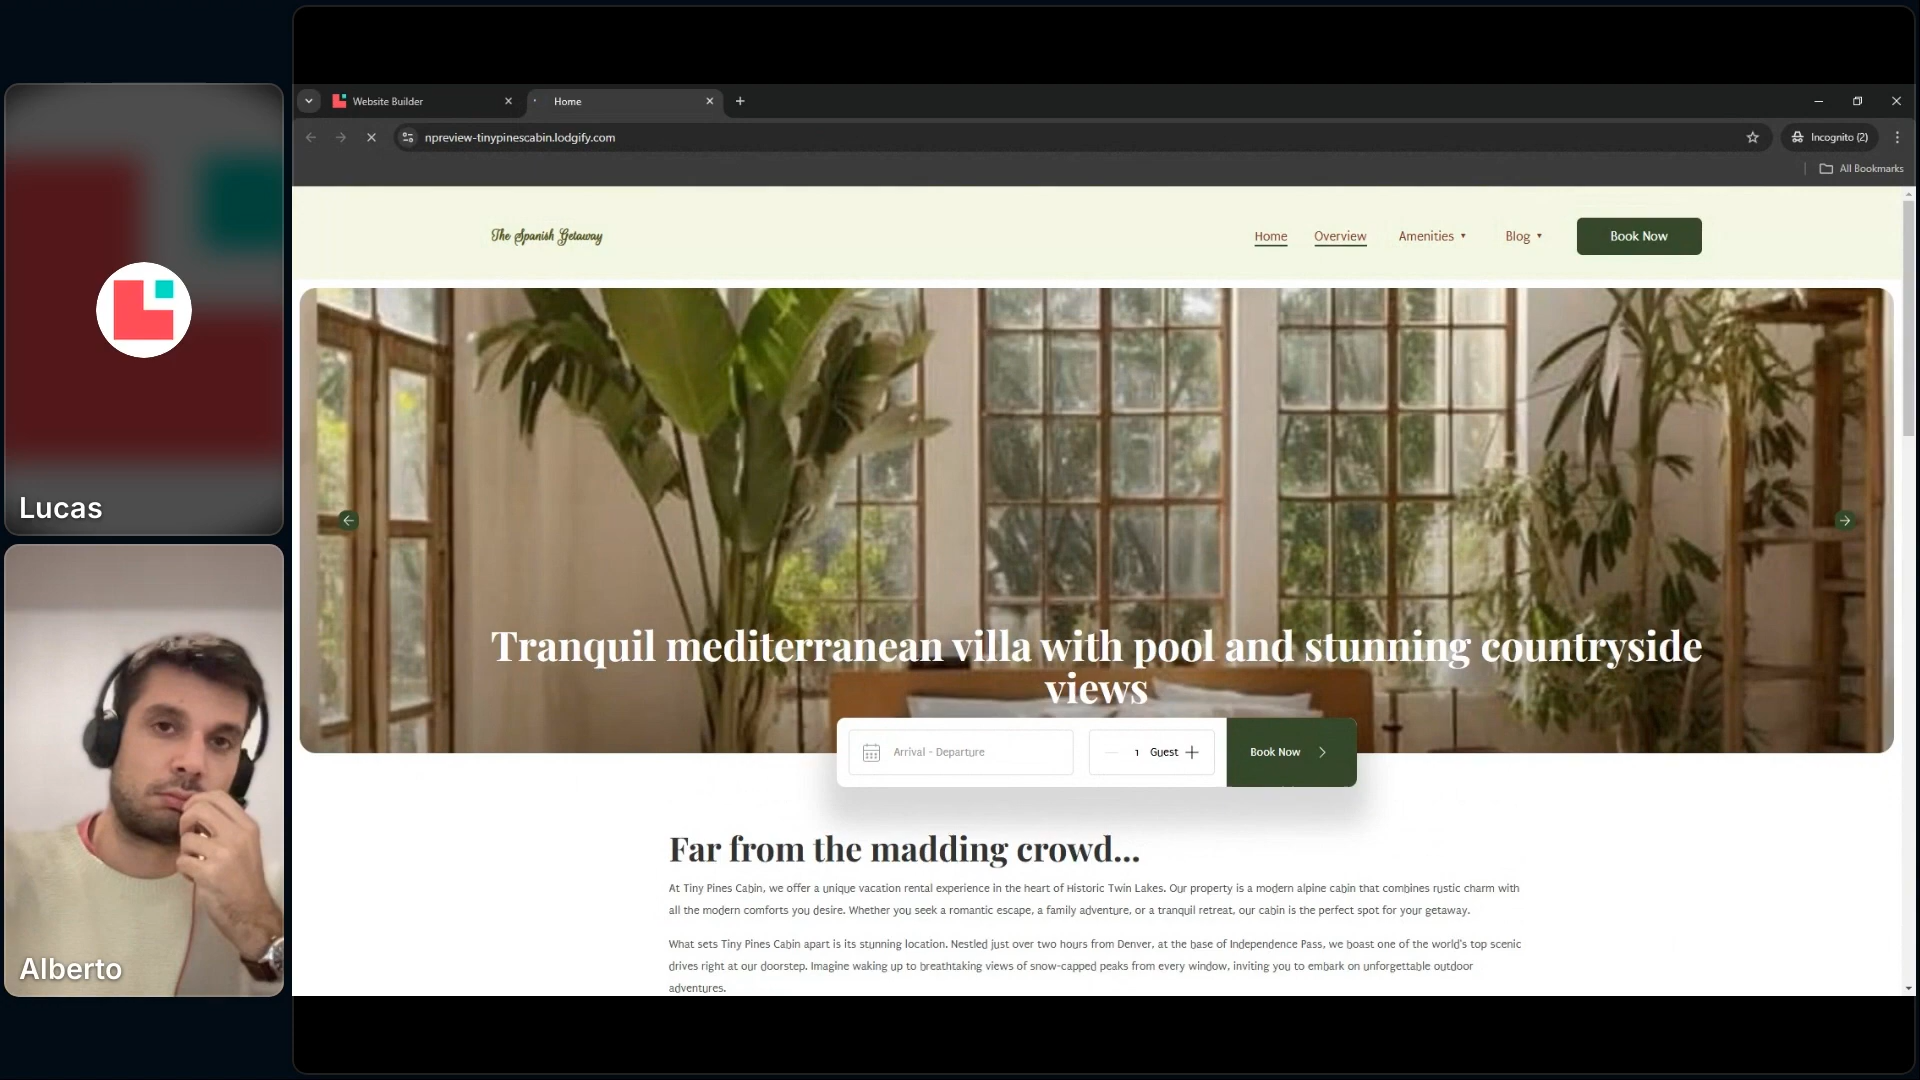 Website Builder
Home
npreview-tinypinescabin.lodgify.com
Incognito (2)
All Bookmarks
The Spanish Getaway
Home
Overview
Amenities
Blog
Book Now
Tranquil mediterranean villa with pool and stunning countryside
views
Arrival - Departure
1 Guest
Book Now
Far from the madding crowd...
At Tiny Pines Cabin, we offer a unique vacation rental experience in the heart of Historic Twin Lakes. Our property is a modern alpine cabin that combines rustic charm with
all the modern comforts you desire. Whether you seek a romantic escape, a family adventure, or a tranquil retreat, our cabin is the perfect spot for your getaway.
What sets Tiny Pines Cabin apart is its stunning location. Nestled just over two hours from Denver, at the base of Independence Pass, we boast one of the world's top scenic
drives right at our doorstep. Imagine waking up to breathtaking views of snow-capped peaks from every window, inviting you to embark on unforgettable outdoor
adventures.
Lucas
Alberto